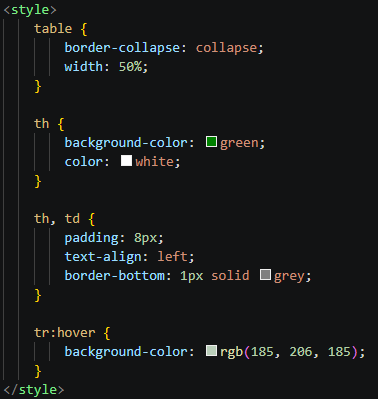 <style>
    table {
        border-collapse: collapse;
        width: 50%;
    }

    th {
        background-color: green;
        color: white;
    }

    th, td {
        padding: 8px;
        text-align: left;
        border-bottom: 1px solid grey;
    }

    tr:hover {
        background-color: rgb(185, 206, 185);
    }
</style>